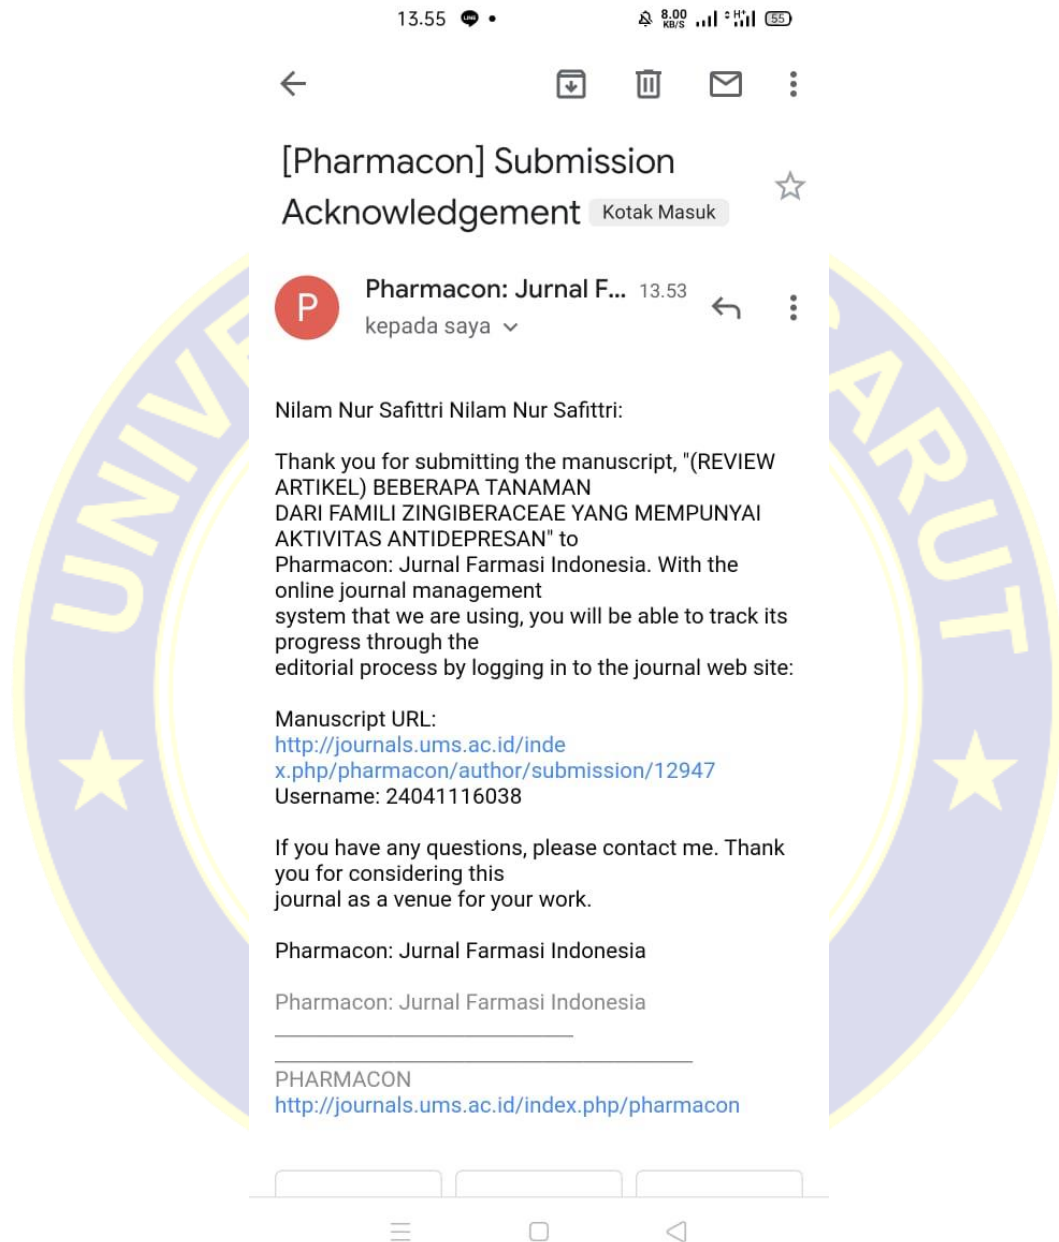 13.55 LINE
8.00 KB/S H+ 55
[Pharmacon] Submission
Acknowledgement Kotak Masuk
P
Pharmacon: Jurnal F... 13.53
kepada saya
Nilam Nur Safittri Nilam Nur Safittri:
Thank you for submitting the manuscript, "(REVIEW
ARTIKEL) BEBERAPA TANAMAN
DARI FAMILI ZINGIBERACEAE YANG MEMPUNYAI
AKTIVITAS ANTIDEPRESAN" to
Pharmacon: Jurnal Farmasi Indonesia. With the
online journal management
system that we are using, you will be able to track its
progress through the
editorial process by logging in to the journal web site:
Manuscript URL:
http://journals.ums.ac.id/inde
x.php/pharmacon/author/submission/12947
Username: 24041116038
If you have any questions, please contact me. Thank
you for considering this
journal as a venue for your work.
Pharmacon: Jurnal Farmasi Indonesia
Pharmacon: Jurnal Farmasi Indonesia
PHARMACON
http://journals.ums.ac.id/index.php/pharmacon
UNIVE
ARUT